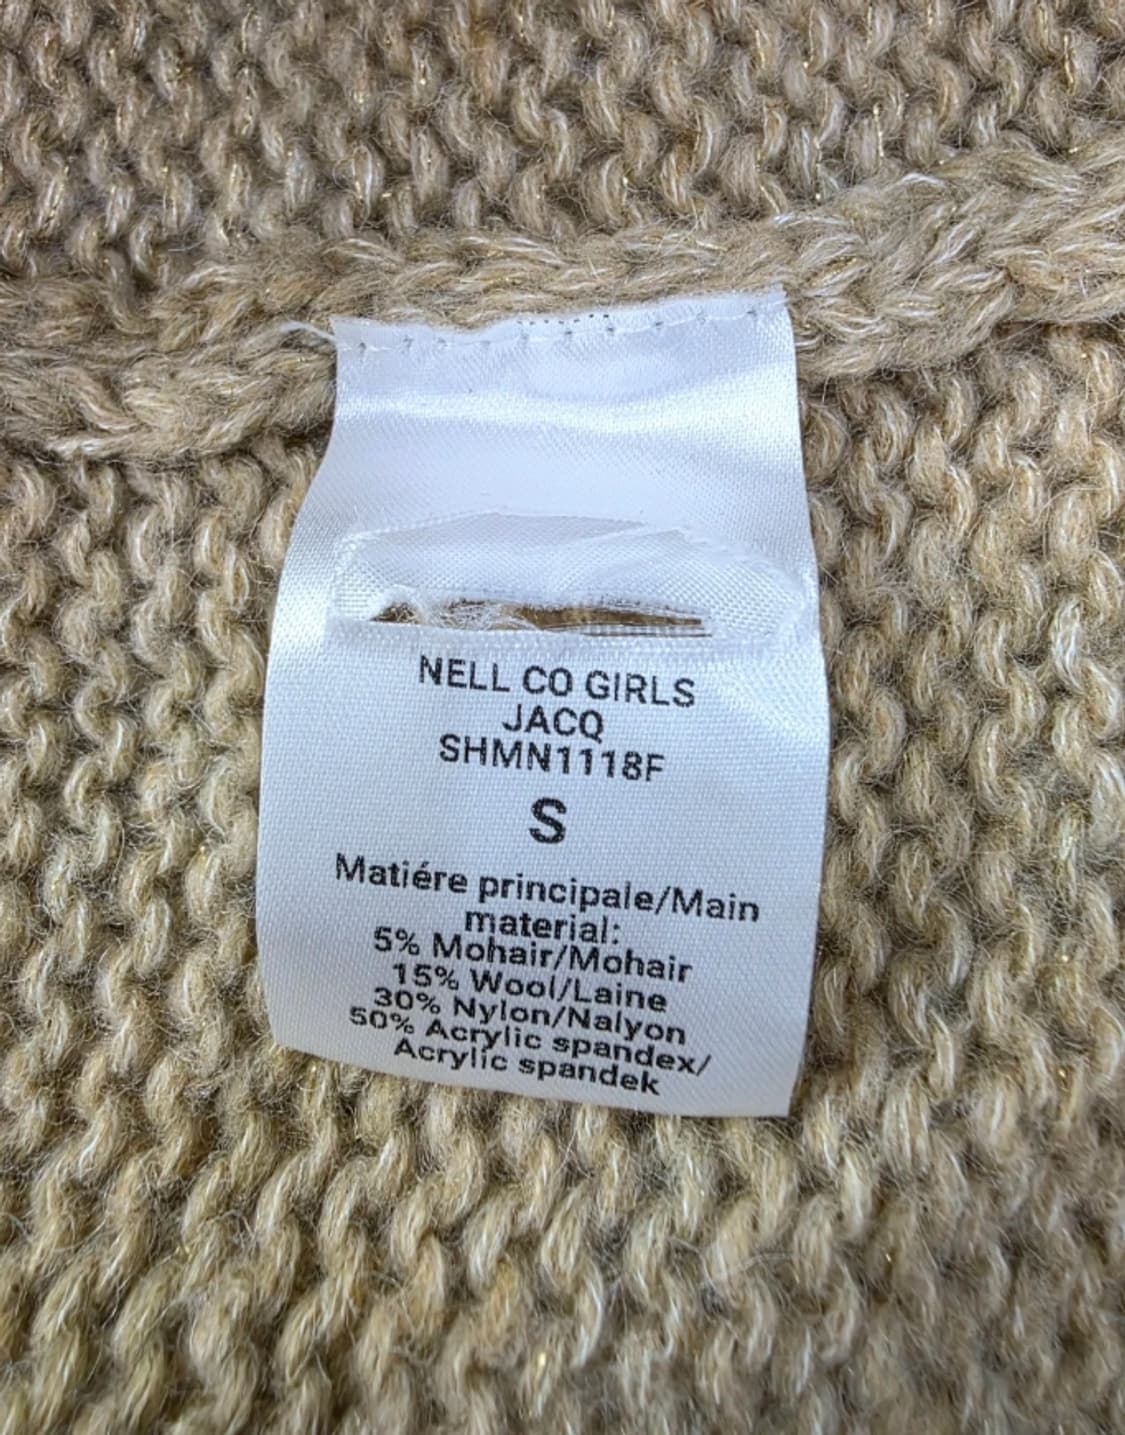 NELL CO GIRLS
JACQ
SHMN1118F
S
Matiére principale/Main
material:
5% Mohair/Mohair
15% Wool/Laine
30% Nylon/Nalyon
50% Acrylic spandex/
Acrylic spandek